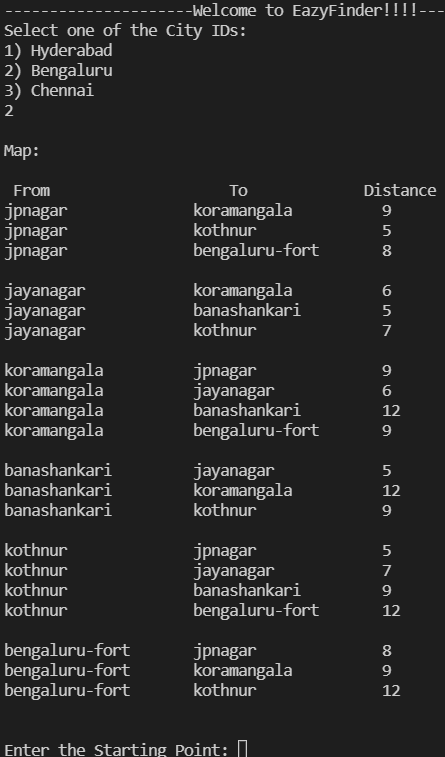 ---------------------Welcome to EazyFinder!!!!---
Select one of the City IDs:
1) Hyderabad
2) Bengaluru
3) Chennai
2
Map:
From To Distance
jpnagar koramangala 9
jpnagar kothnur 5
jpnagar bengaluru-fort 8
jayanagar koramangala 6
jayanagar banashankari 5
jayanagar kothnur 7
koramangala jpnagar 9
koramangala jayanagar 6
koramangala banashankari 12
koramangala bengaluru-fort 9
banashankari jayanagar 5
banashankari koramangala 12
banashankari kothnur 9
kothnur jpnagar 5
kothnur jayanagar 7
kothnur banashankari 9
kothnur bengaluru-fort 12
bengaluru-fort jpnagar 8
bengaluru-fort koramangala 9
bengaluru-fort kothnur 12
Enter the Starting Point: